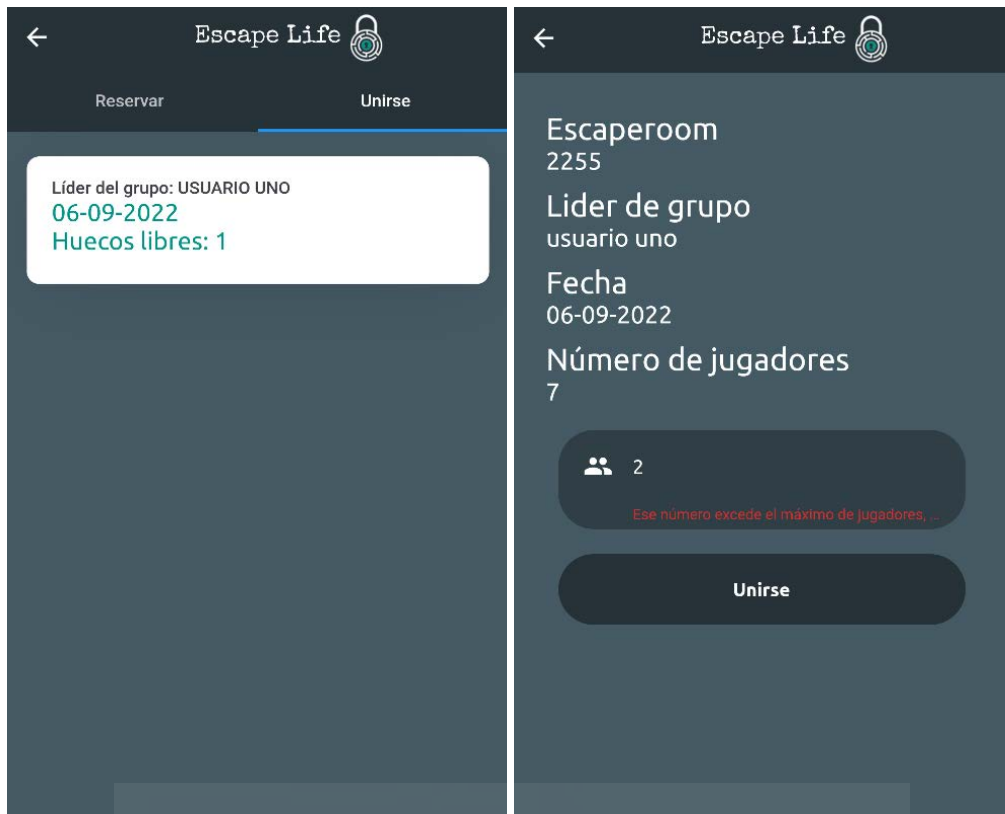 Escape Life
Reservar
Unirse
Líder del grupo: USUARIO UNO
06-09-2022
Huecos libres: 1
Escape Life
Escaperoom
2255
Lider de grupo
usuario uno
Fecha
06-09-2022
Número de jugadores
7
2
Ese número excede el máximo de jugadores, ...
Unirse